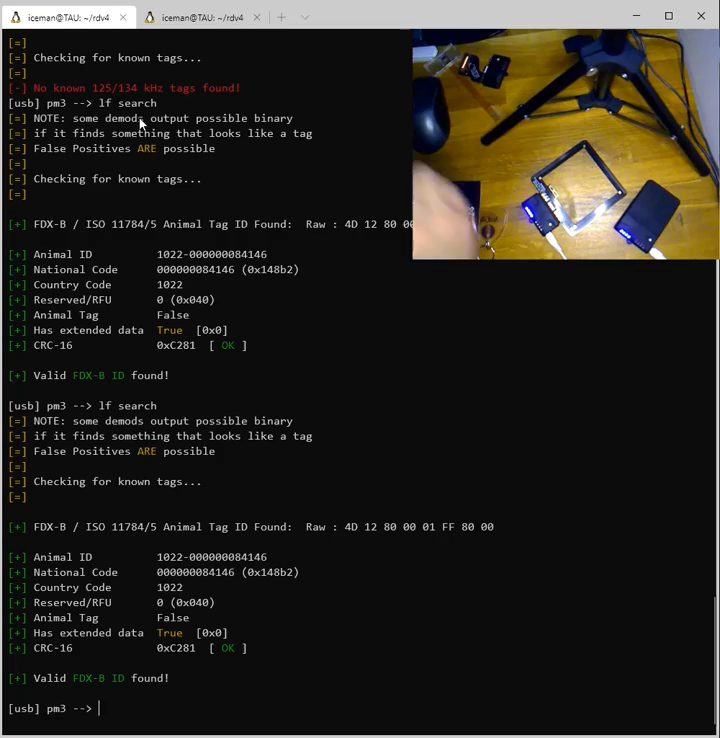 iceman@TAU: ~/rdv4
iceman@TAU: ~/rdv4
[=]
[=] Checking for known tags...
[=]
[-] No known 125/134 kHz tags found!
[usb] pm3 --> lf search
[=] NOTE: some demods output possible binary
[=] if it finds something that looks like a tag
[=] False Positives ARE possible
[=]
[=] Checking for known tags...
[=]
[+] FDX-B / ISO 11784/5 Animal Tag ID Found:  Raw : 4D 12 80 00
[+] Animal ID 1022-000000084146
[+] National Code 000000084146 (0x148b2)
[+] Country Code 1022
[+] Reserved/RFU 0 (0x040)
[+] Animal Tag False
[+] Has extended data True [0x0]
[+] CRC-16 0xC281 [ OK ]
[+] Valid FDX-B ID found!
[usb] pm3 --> lf search
[=] NOTE: some demods output possible binary
[=] if it finds something that looks like a tag
[=] False Positives ARE possible
[=]
[=] Checking for known tags...
[=]
[+] FDX-B / ISO 11784/5 Animal Tag ID Found:  Raw : 4D 12 80 00 01 FF 80 00
[+] Animal ID 1022-000000084146
[+] National Code 000000084146 (0x148b2)
[+] Country Code 1022
[+] Reserved/RFU 0 (0x040)
[+] Animal Tag False
[+] Has extended data True [0x0]
[+] CRC-16 0xC281 [ OK ]
[+] Valid FDX-B ID found!
[usb] pm3 -->